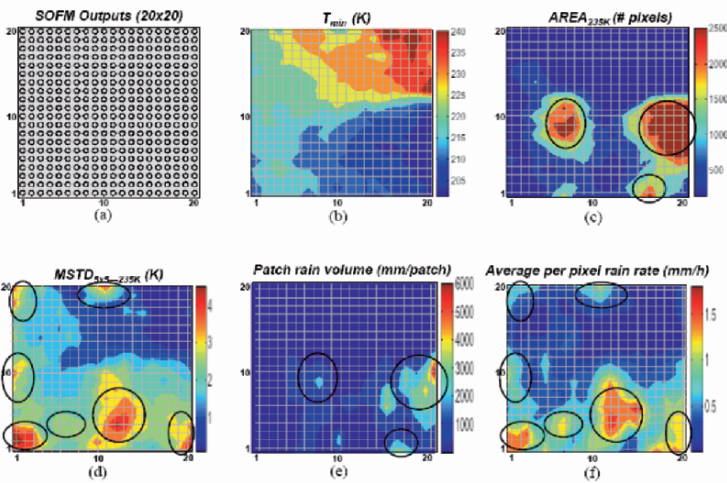 SOFM Outputs (20x20)
20
10
1
1 10 20
(a)
Tmin (K)
20
10
1
1 10 20
240
235
230
225
220
215
210
205
(b)
AREA235K (# pixels)
20
10
1
1 10 20
2500
2000
1500
1000
500
(c)
MSTD5x5—235K (K)
20
10
1
1 10 20
4
3
2
1
(d)
Patch rain volume (mm/patch)
20
10
1
1 10 20
6000
5000
4000
3000
2000
1000
(e)
Average per pixel rain rate (mm/h)
20
10
1
1 10 20
1.5
1
0.5
(f)